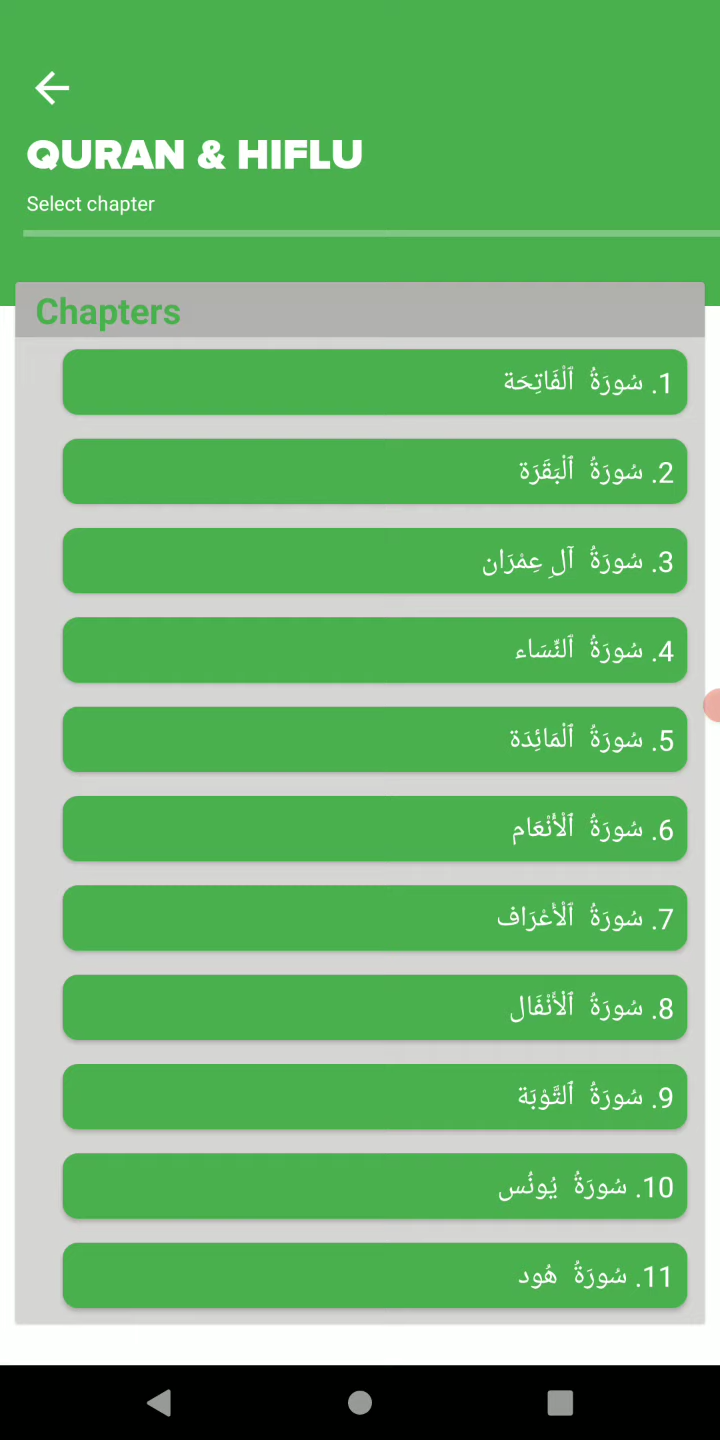 QURAN & HIFLU
Select chapter
Chapters
1. سُورَةُ ٱلْفَاتِحَة
2. سُورَةُ ٱلْبَقَرَة
3. سُورَةُ آلِ عِمْرَان
4. سُورَةُ ٱلنِّسَاء
5. سُورَةُ ٱلْمَائِدَة
6. سُورَةُ ٱلْأَنْعَام
7. سُورَةُ ٱلْأَعْرَاف
8. سُورَةُ ٱلْأَنْفَال
9. سُورَةُ ٱلتَّوْبَة
10. سُورَةُ يُونُس
11. سُورَةُ هُود